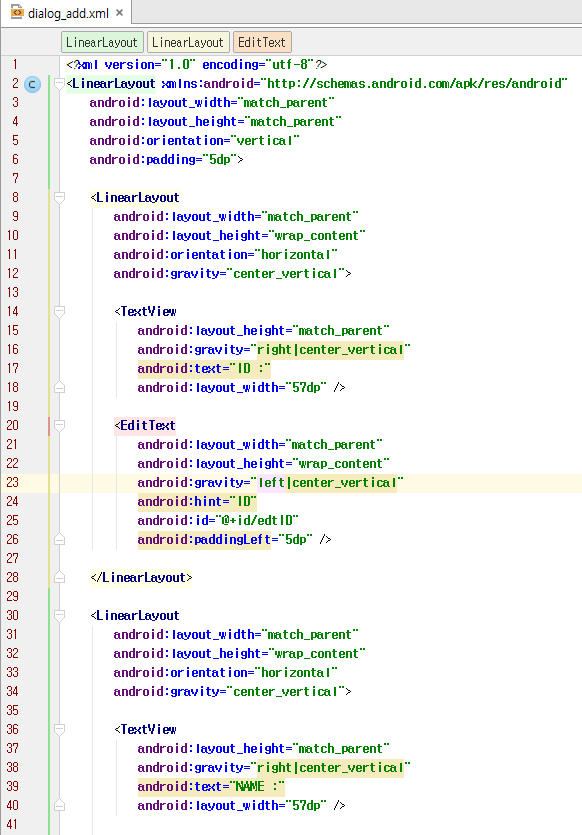 dialog_add.xml ×
LinearLayout LinearLayout EditText
1 <?xml version="1.0" encoding="utf-8"?>
2 C <LinearLayout xmlns:android="http://schemas.android.com/apk/res/android"
3 android:layout_width="match_parent"
4 android:layout_height="match_parent"
5 android:orientation="vertical"
6 android:padding="5dp">
7
8 <LinearLayout
9 android:layout_width="match_parent"
10 android:layout_height="wrap_content"
11 android:orientation="horizontal"
12 android:gravity="center_vertical">
13
14 <TextView
15 android:layout_height="match_parent"
16 android:gravity="right|center_vertical"
17 android:text="ID :"
18 android:layout_width="57dp" />
19
20 <EditText
21 android:layout_width="match_parent"
22 android:layout_height="wrap_content"
23 android:gravity="left|center_vertical"
24 android:hint="ID"
25 android:id="@+id/edtID"
26 android:paddingLeft="5dp" />
27
28 </LinearLayout>
29
30 <LinearLayout
31 android:layout_width="match_parent"
32 android:layout_height="wrap_content"
33 android:orientation="horizontal"
34 android:gravity="center_vertical">
35
36 <TextView
37 android:layout_height="match_parent"
38 android:gravity="right|center_vertical"
39 android:text="NAME :"
40 android:layout_width="57dp" />
41